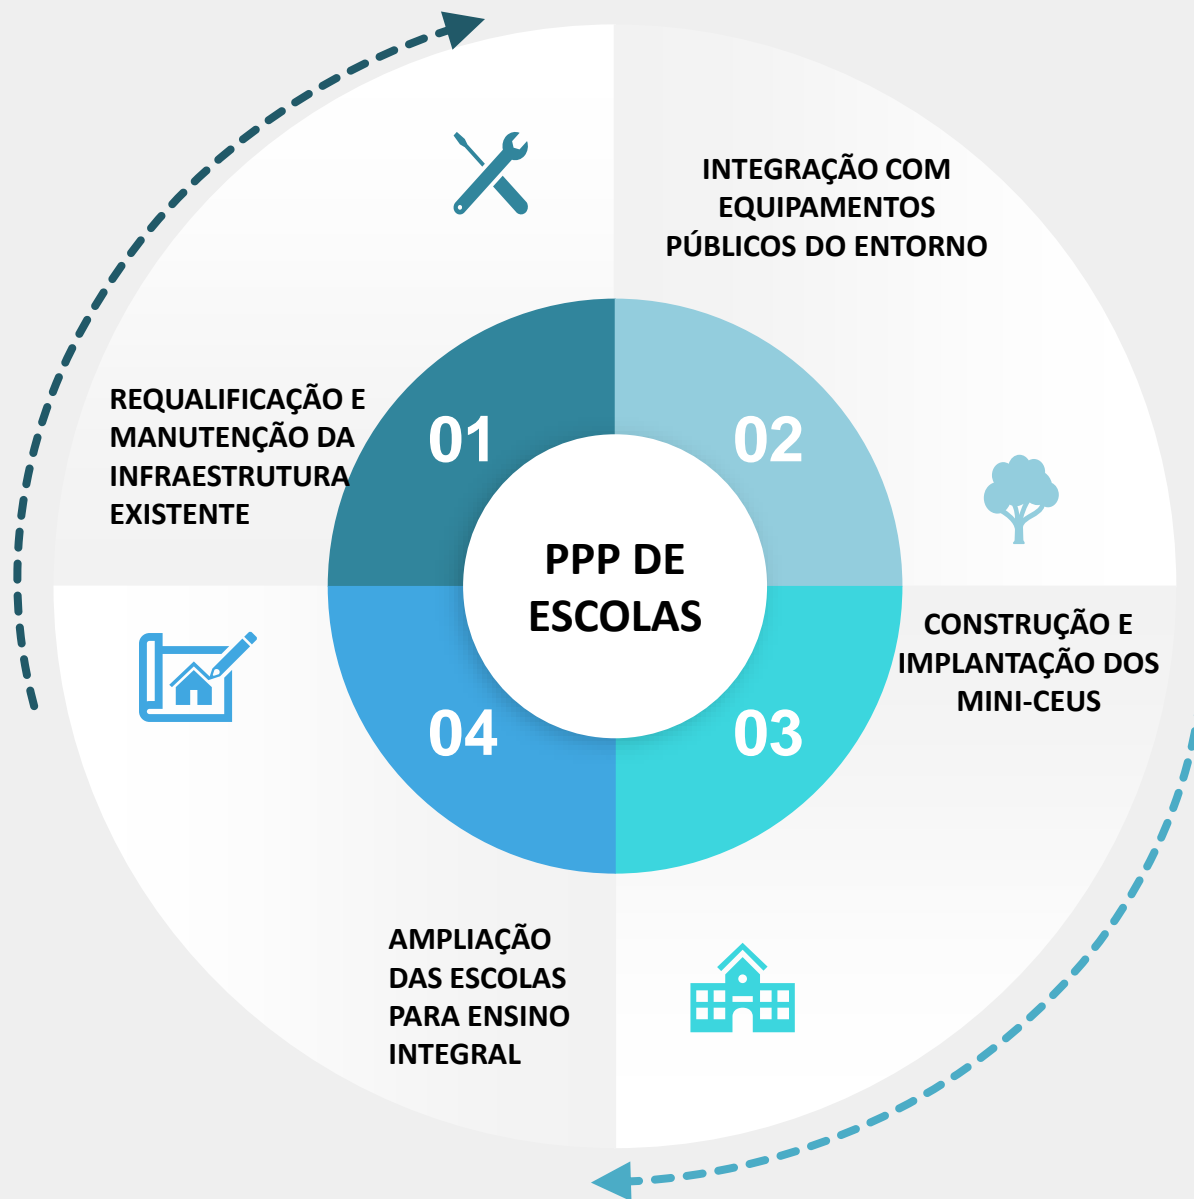 01
REQUALIFICAÇÃO E
MANUTENÇÃO DA
INFRAESTRUTURA
EXISTENTE
02
INTEGRAÇÃO COM
EQUIPAMENTOS
PÚBLICOS DO ENTORNO
PPP DE
ESCOLAS
03
CONSTRUÇÃO E
IMPLANTAÇÃO DOS
MINI-CEUS
04
AMPLIAÇÃO
DAS ESCOLAS
PARA ENSINO
INTEGRAL